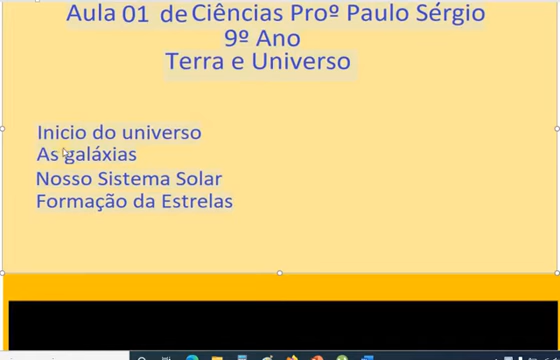 Aula 01 de Ciências Proº Paulo Sérgio
9º Ano
Terra e Universo
Inicio do universo
As galáxias
Nosso Sistema Solar
Formação da Estrelas